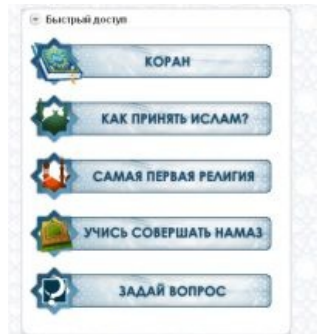 Быстрый доступ
КОРАН
КАК ПРИНЯТЬ ИСЛАМ?
САМАЯ ПЕРВАЯ РЕЛИГИЯ
УЧИСЬ СОВЕРШАТЬ НАМАЗ
ЗАДАЙ ВОПРОС